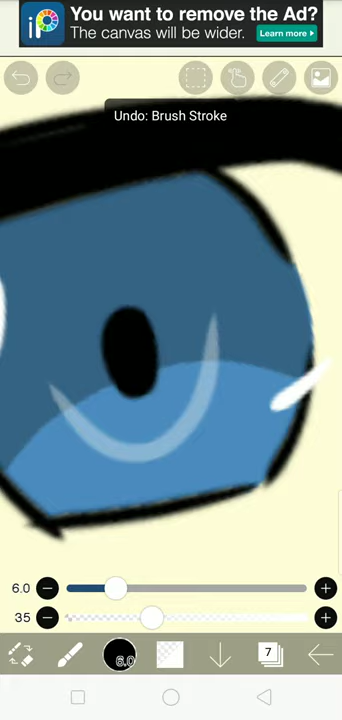 You want to remove the Ad?
iP
The canvas will be wider.
Learn more ▸
Undo: Brush Stroke
6.0
35
6.0
7